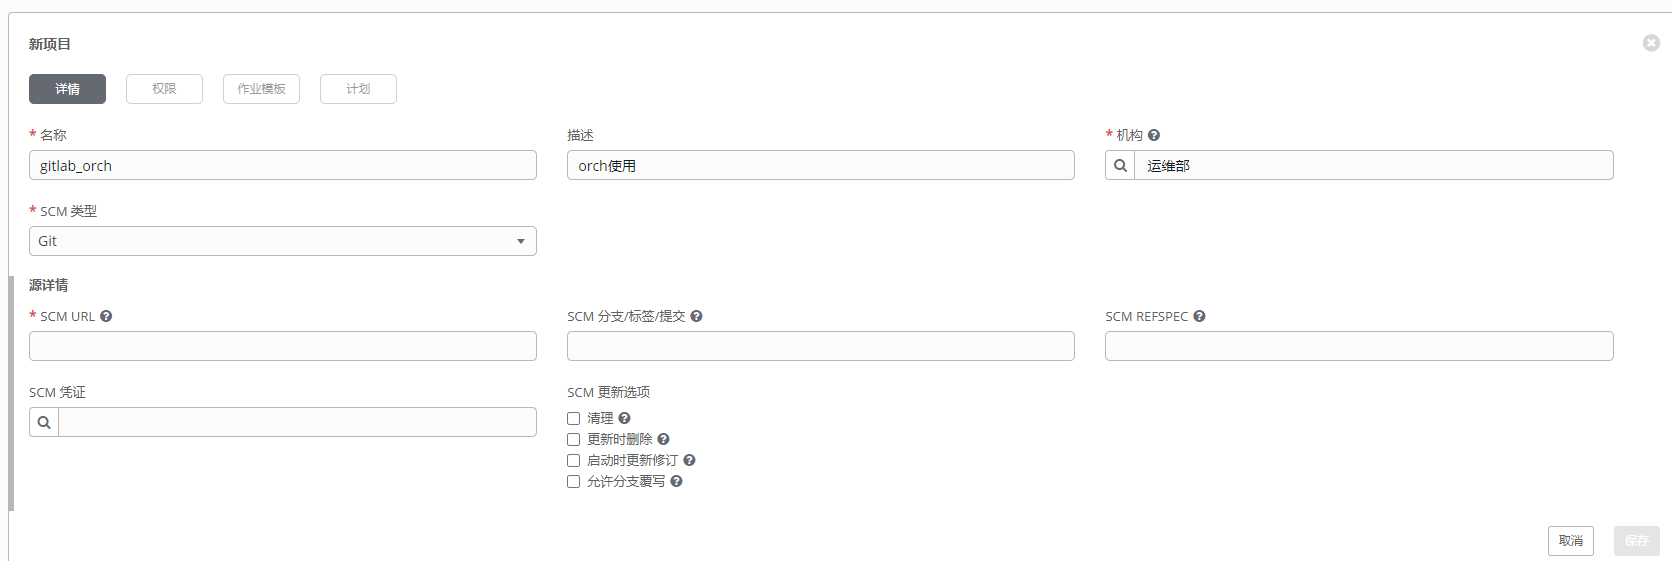 新项目
详情 权限 作业模板 计划
* 名称 描述 * 机构
gitlab_orch orch使用 运维部
* SCM 类型
Git
源详情
* SCM URL SCM 分支/标签/提交 SCM REFSPEC
SCM 凭证 SCM 更新选项
清理
更新时删除
启动时更新修订
允许分支覆写
取消 保存